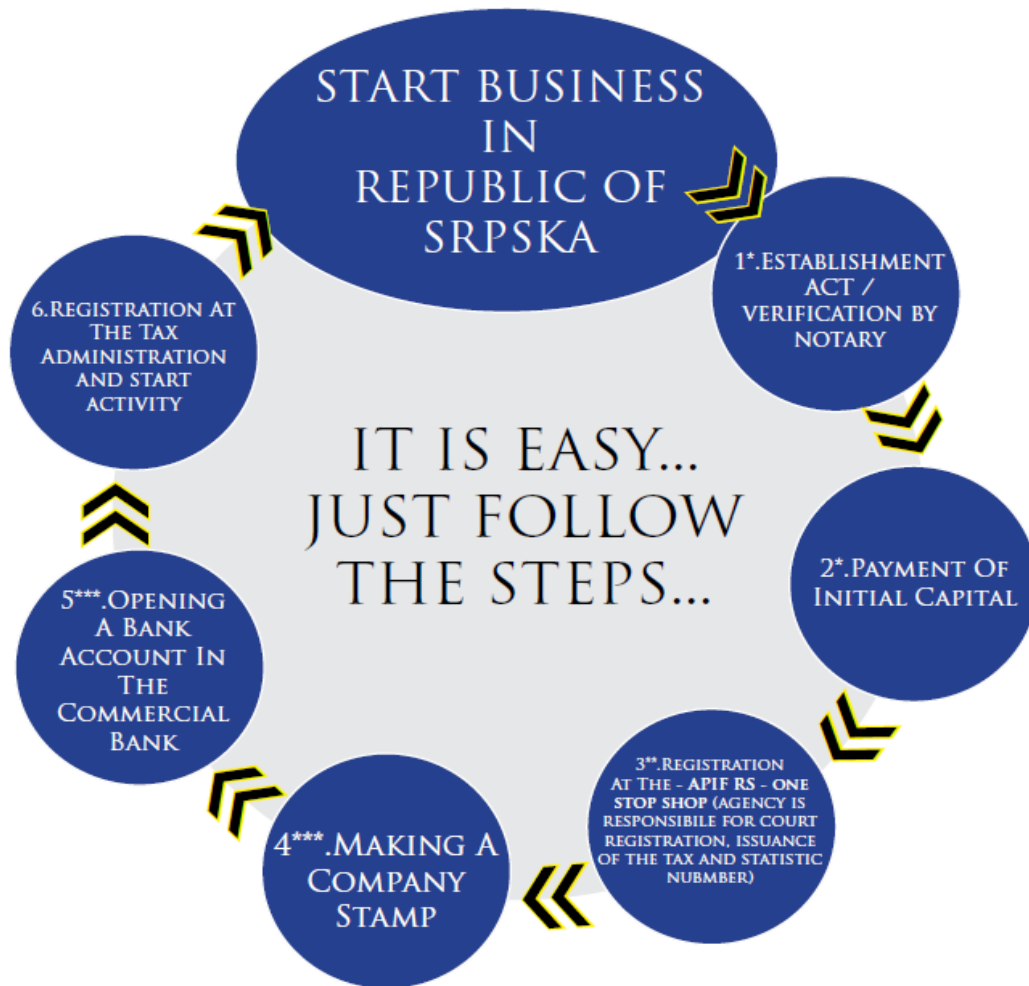 START BUSINESS
IN
REPUBLIC OF
SRPSKA
1*.ESTABLISHMENT
ACT /
VERIFICATION BY
NOTARY
2*.PAYMENT OF
INITIAL CAPITAL
3**.REGISTRATION
AT THE - APIF RS - ONE
STOP SHOP (AGENCY IS
RESPONSIBILE FOR COURT
REGISTRATION, ISSUANCE
OF THE TAX AND STATISTIC
NUBMBER)
4***.MAKING A
COMPANY
STAMP
5***.OPENING
A BANK
ACCOUNT IN
THE
COMMERCIAL
BANK
6.REGISTRATION AT
THE TAX
ADMINISTRATION
AND START
ACTIVITY
IT IS EASY...
JUST FOLLOW
THE STEPS...